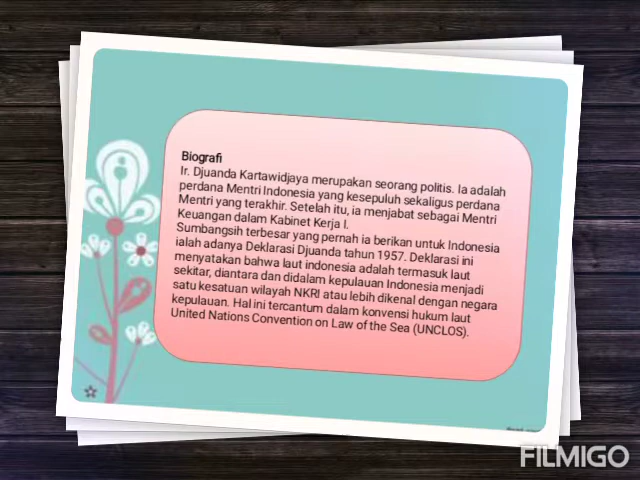 Biografi
Ir. Djuanda Kartawidjaya merupakan seorang politis. Ia adalah
perdana Mentri Indonesia yang kesepuluh sekaligus perdana
Mentri yang terakhir. Setelah itu, ia menjabat sebagai Mentri
Keuangan dalam Kabinet Kerja I.
Sumbangsih terbesar yang pernah ia berikan untuk Indonesia
ialah adanya Deklarasi Djuanda tahun 1957. Deklarasi ini
menyatakan bahwa laut indonesia adalah termasuk laut
sekitar, diantara dan didalam kepulauan Indonesia menjadi
satu kesatuan wilayah NKRI atau lebih dikenal dengan negara
kepulauan. Hal ini tercantum dalam konvensi hukum laut
United Nations Convention on Law of the Sea (UNCLOS).
FILMIGO